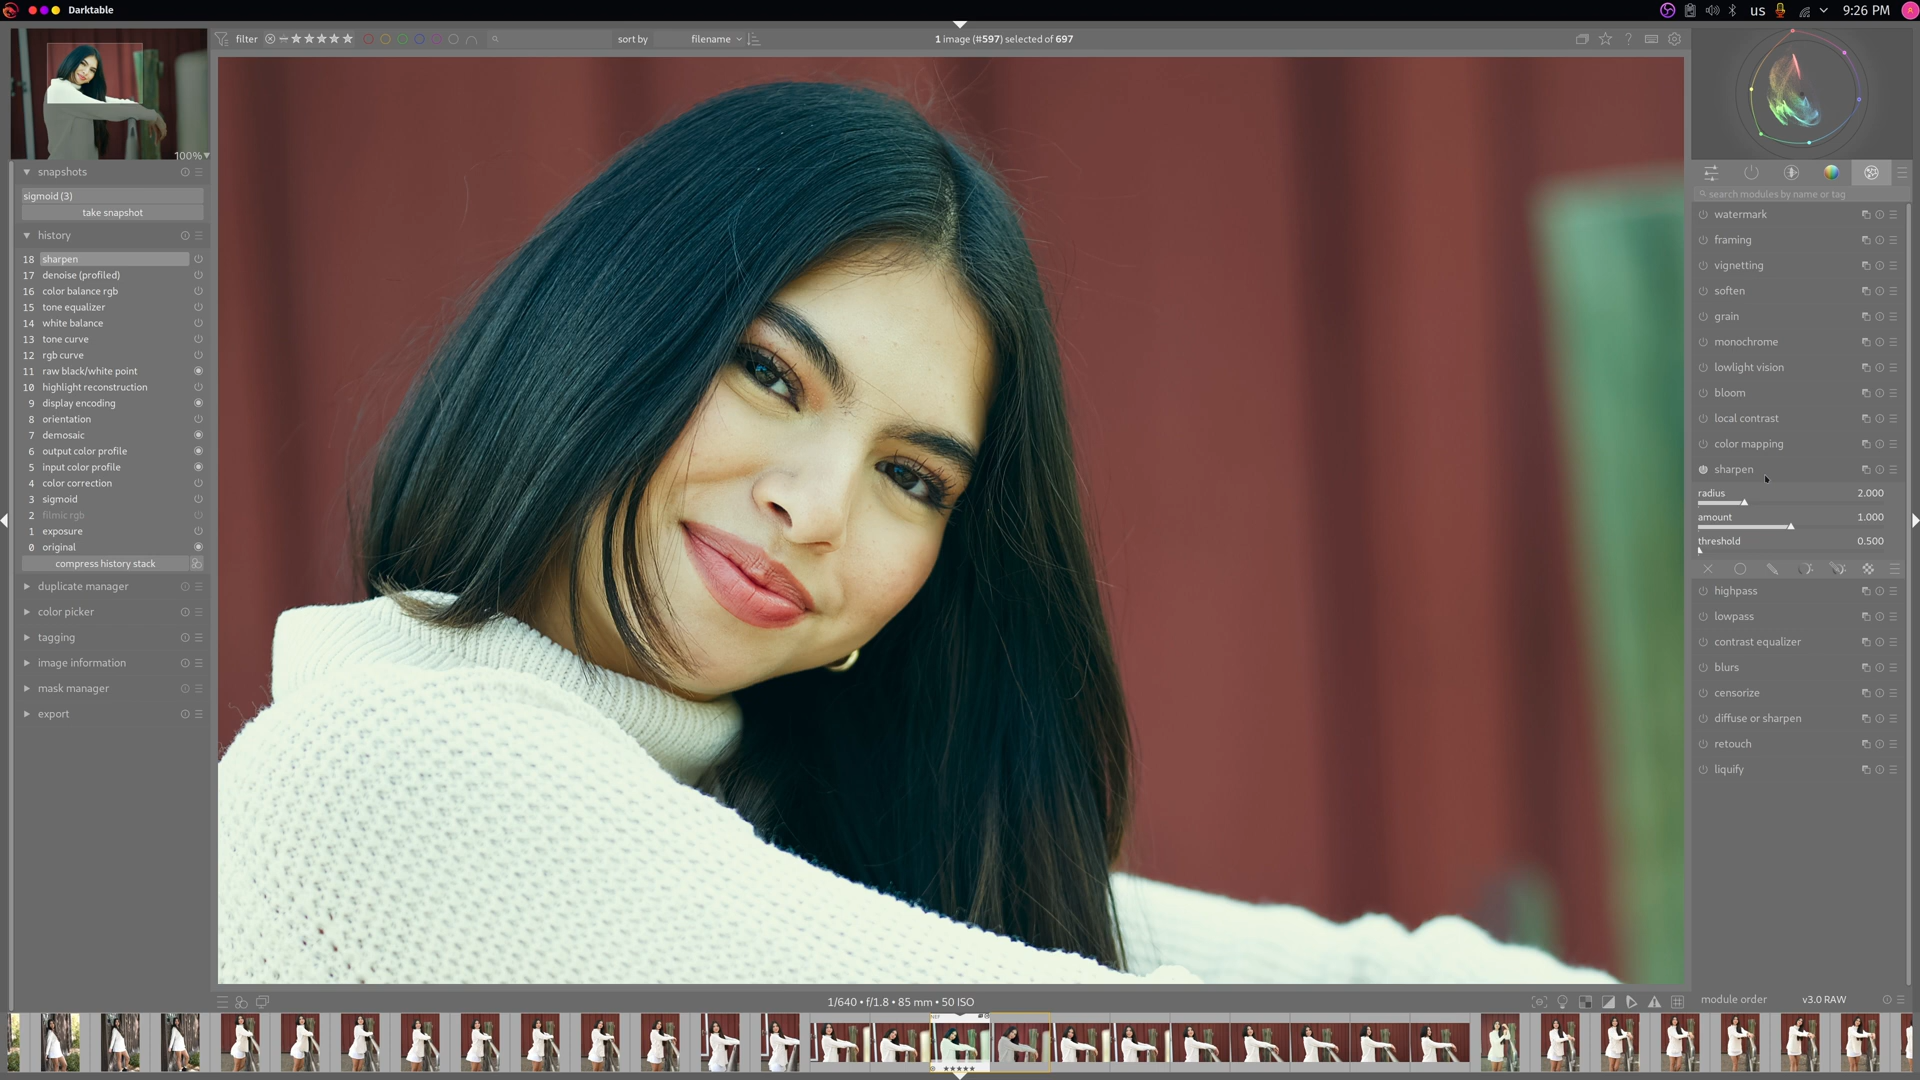 Darktable
us
9:26 PM
filter
sort by
filename
1 image (#597) selected of 697
100%
snapshots
sigmoid (3)
take snapshot
history
18 sharpen
17 denoise (profiled)
16 color balance rgb
15 tone equalizer
14 white balance
13 tone curve
12 rgb curve
11 raw black/white point
10 highlight reconstruction
9 display encoding
8 orientation
7 demosaic
6 output color profile
5 input color profile
4 color correction
3 sigmoid
2 filmic rgb
1 exposure
0 original
compress history stack
duplicate manager
color picker
tagging
image information
mask manager
export
search modules by name or tag
watermark
framing
vignetting
soften
grain
monochrome
lowlight vision
bloom
local contrast
color mapping
sharpen
radius 2.000
amount 1.000
threshold 0.500
highpass
lowpass
contrast equalizer
blurs
censorize
diffuse or sharpen
retouch
liquify
module order v3.0 RAW
1/640 • f/1.8 • 85 mm • 50 ISO